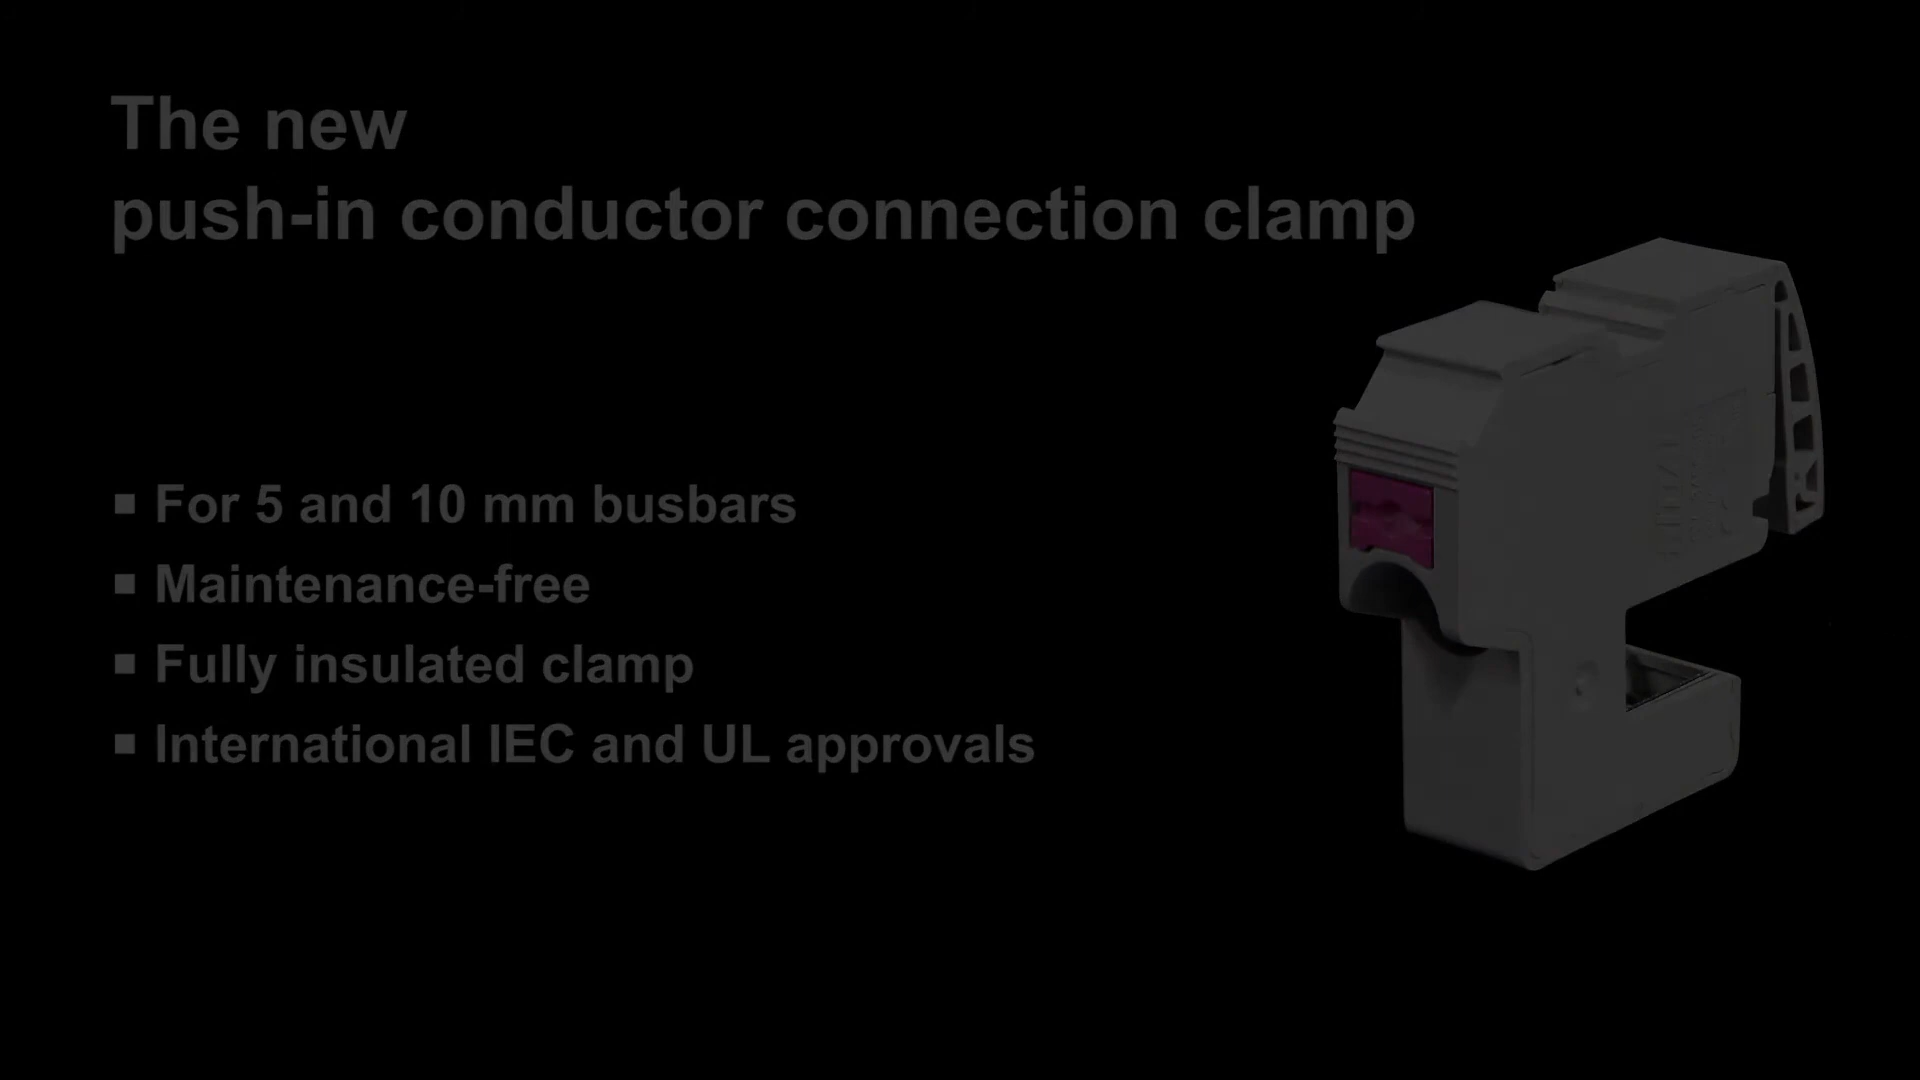 The new
push-in conductor connection clamp
▪ For 5 and 10 mm busbars
▪ Maintenance-free
▪ Fully insulated clamp
▪ International IEC and UL approvals